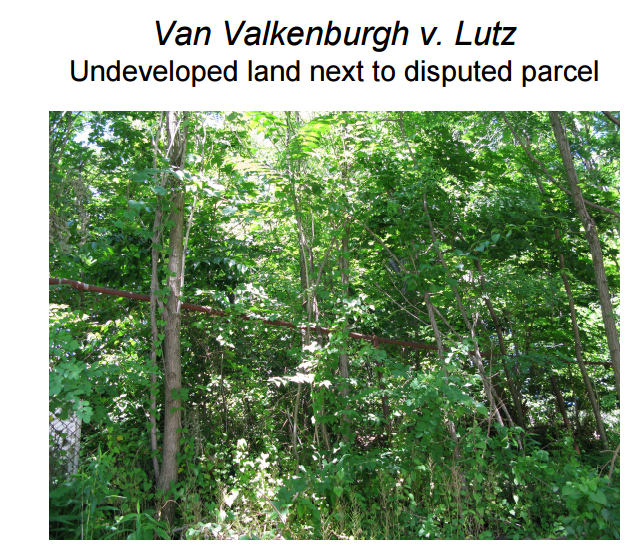 Van Valkenburgh v. Lutz
Undeveloped land next to disputed parcel